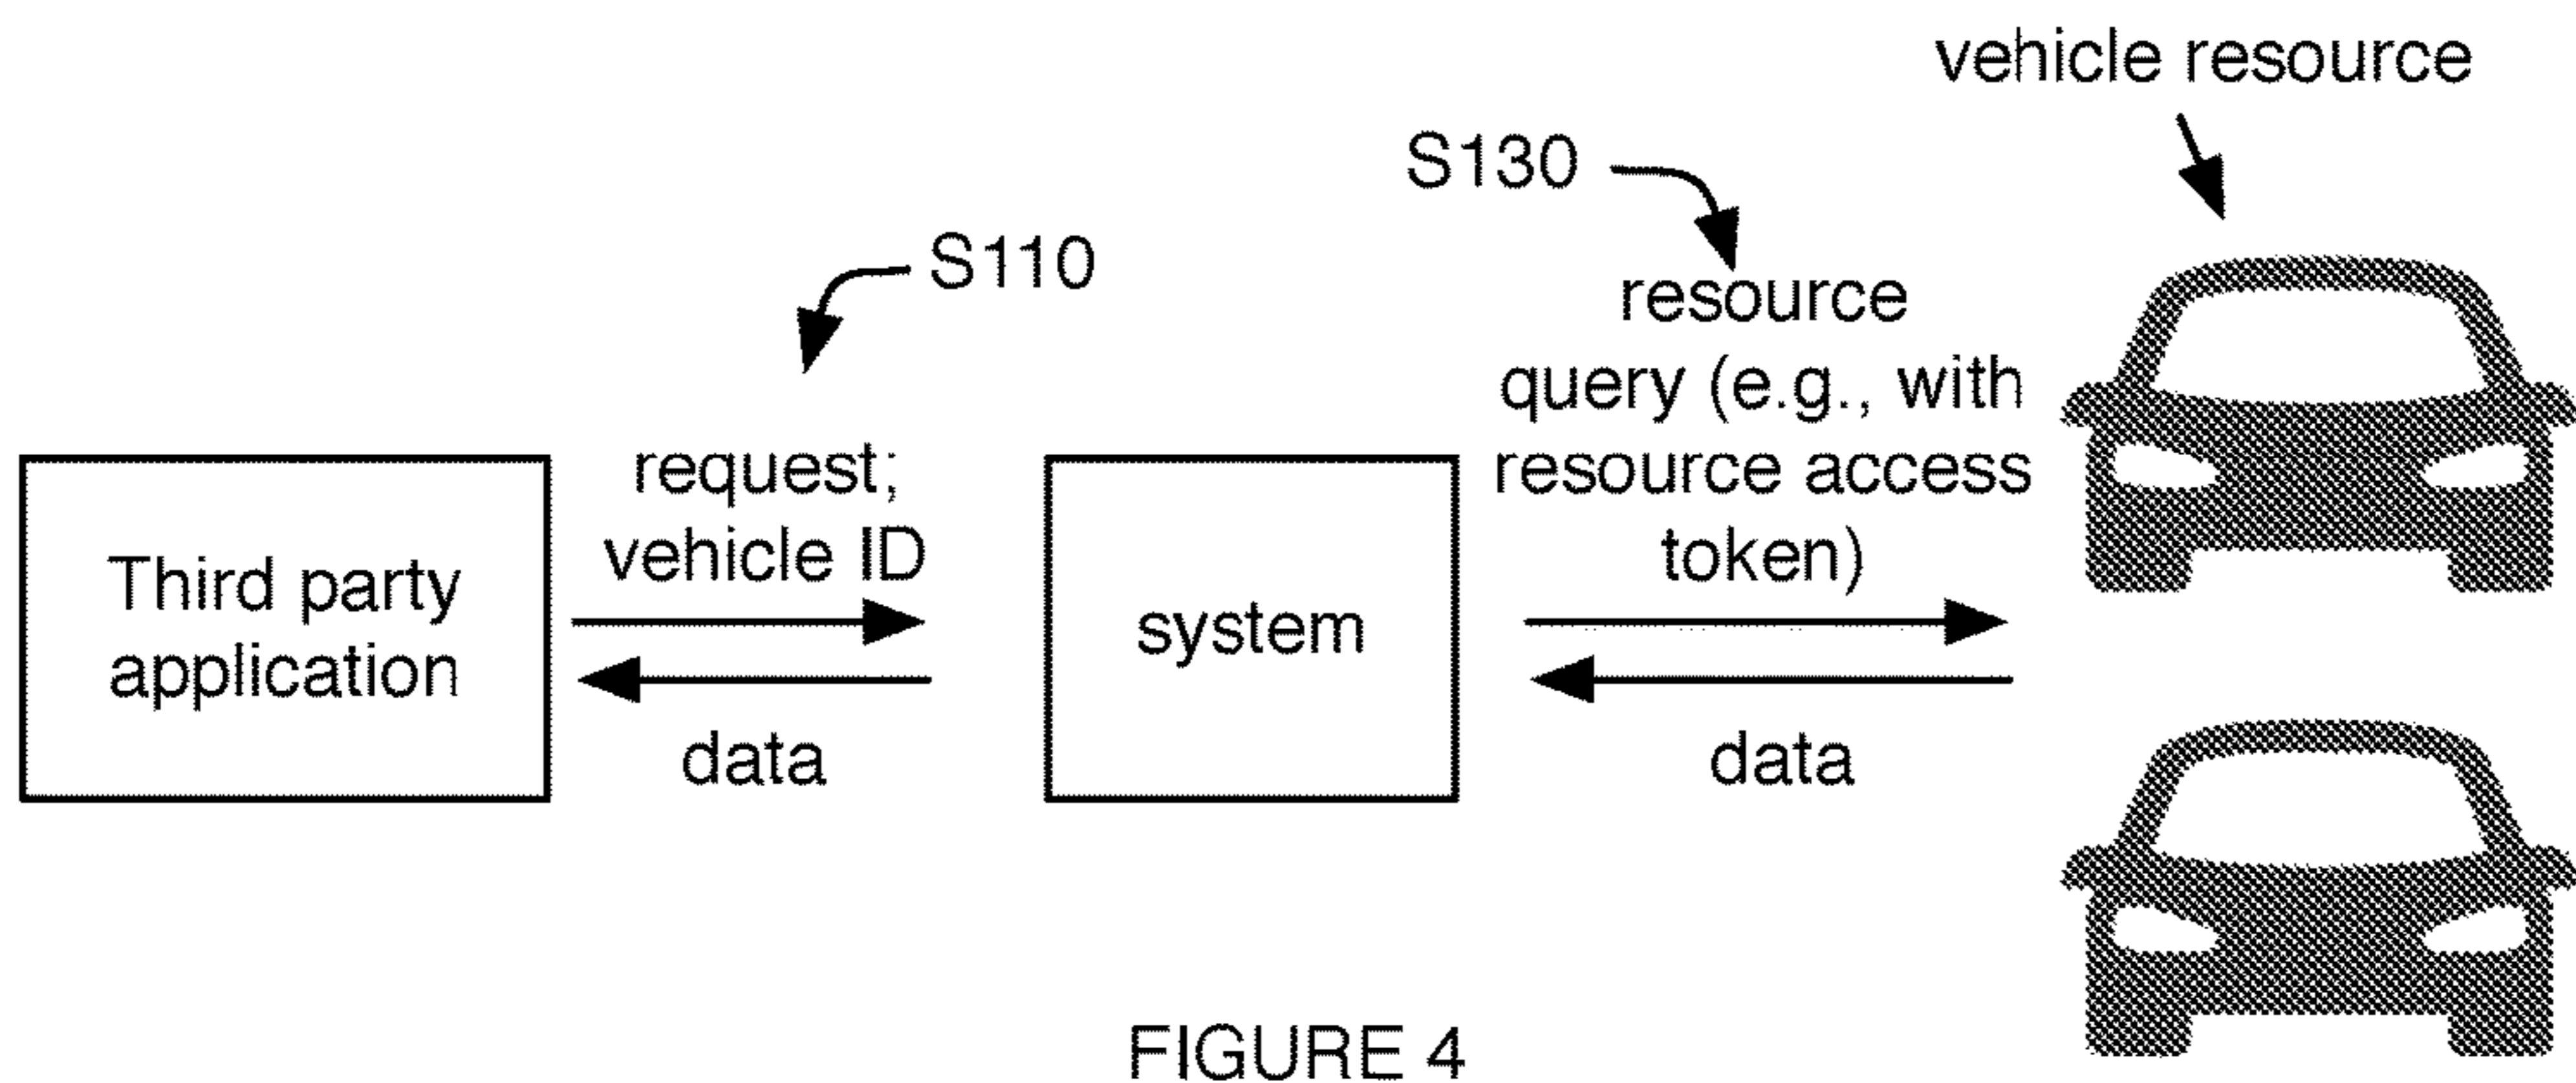 vehicle resource
S130
S110
resource
query (e.g., with
resource access
token)
request;
vehicle ID
Third party
application
system
data
data
FIGURE 4